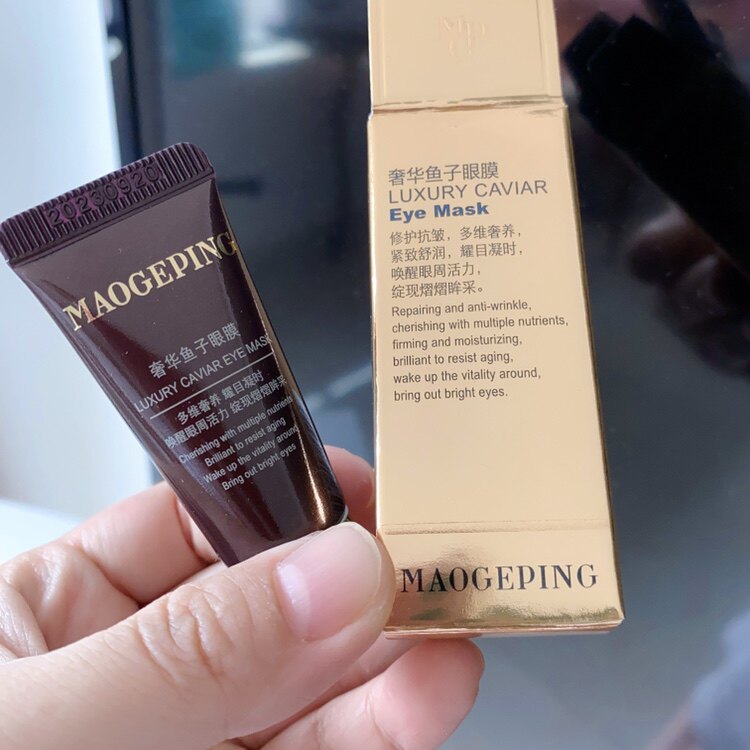 20230920
MAOGEPING
奢华鱼子眼膜
LUXURY CAVIAR EYE MASK
多维奢养 耀目凝时
唤醒眼周活力 绽现熠熠眸采
Cherishing with multiple nutrients
Brilliant to resist aging
Wake up the vitality around
Bring out bright eyes
奢华鱼子眼膜
LUXURY CAVIAR
Eye Mask
修护抗皱，多维奢养，
紧致舒润，耀目凝时，
唤醒眼周活力，
绽现熠熠眸采。
Repairing and anti-wrinkle,
cherishing with multiple nutrients,
firming and moisturizing,
brilliant to resist aging,
wake up the vitality around,
bring out bright eyes.
MAOGEPING